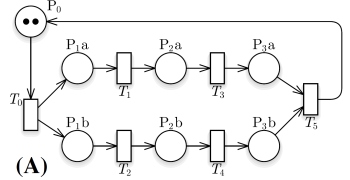 P₀
P₁a P₂a P₃a
T₀ T₁ T₃ T₅
P₁b P₂b P₃b
T₂ T₄
(A)